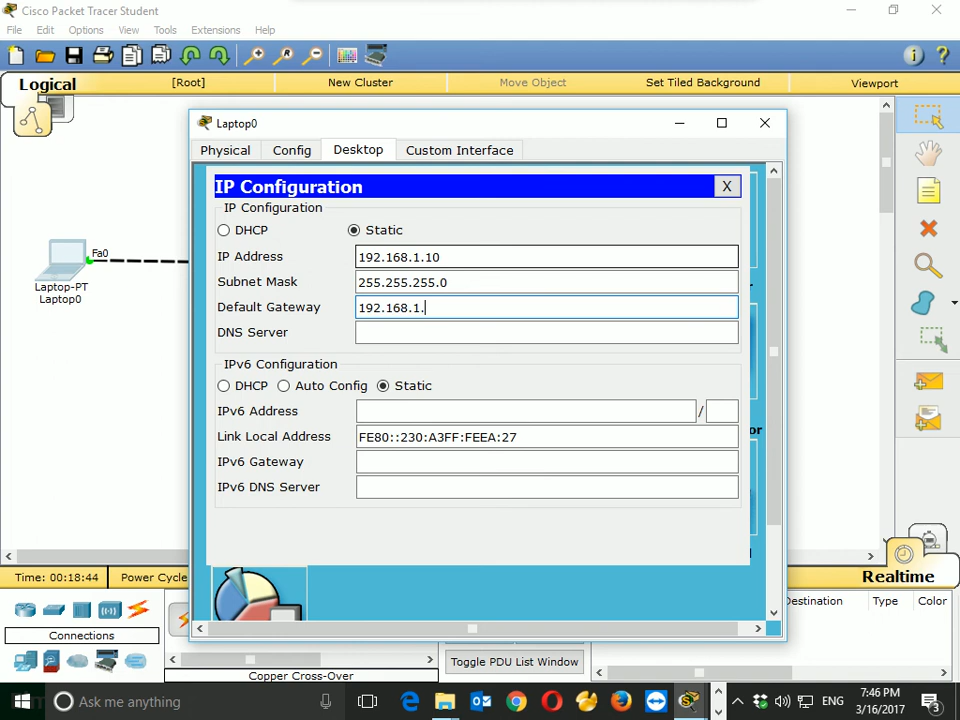 Cisco Packet Tracer Student
File Edit Options View Tools Extensions Help
Logical [Root] New Cluster Move Object Set Tiled Background Viewport
Laptop0
Physical Config Desktop Custom Interface
IP Configuration X
IP Configuration
DHCP Static
IP Address 192.168.1.10
Subnet Mask 255.255.255.0
Default Gateway 192.168.1.
DNS Server
IPv6 Configuration
DHCP Auto Config Static
IPv6 Address /
Link Local Address FE80::230:A3FF:FEEA:27
IPv6 Gateway
IPv6 DNS Server
Fa0
Laptop-PT
Laptop0
or
Time: 00:18:44 Power Cycle Realtime
Destination Type Color
Connections
Toggle PDU List Window
Copper Cross-Over
Ask me anything
ENG
7:46 PM
3/16/2017
3